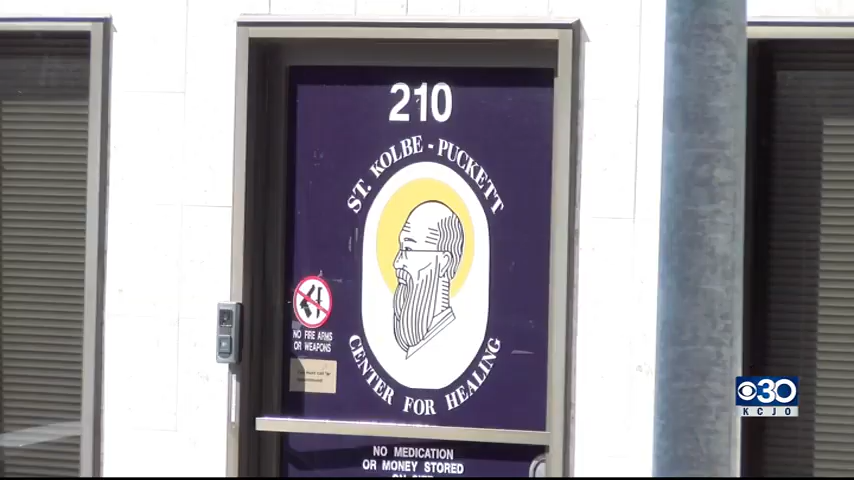 210
ST. KOLBE - PUCKETT
CENTER FOR HEALING
NO FIRE ARMS
OR WEAPONS
NO MEDICATION
OR MONEY STORED
30
KCJO